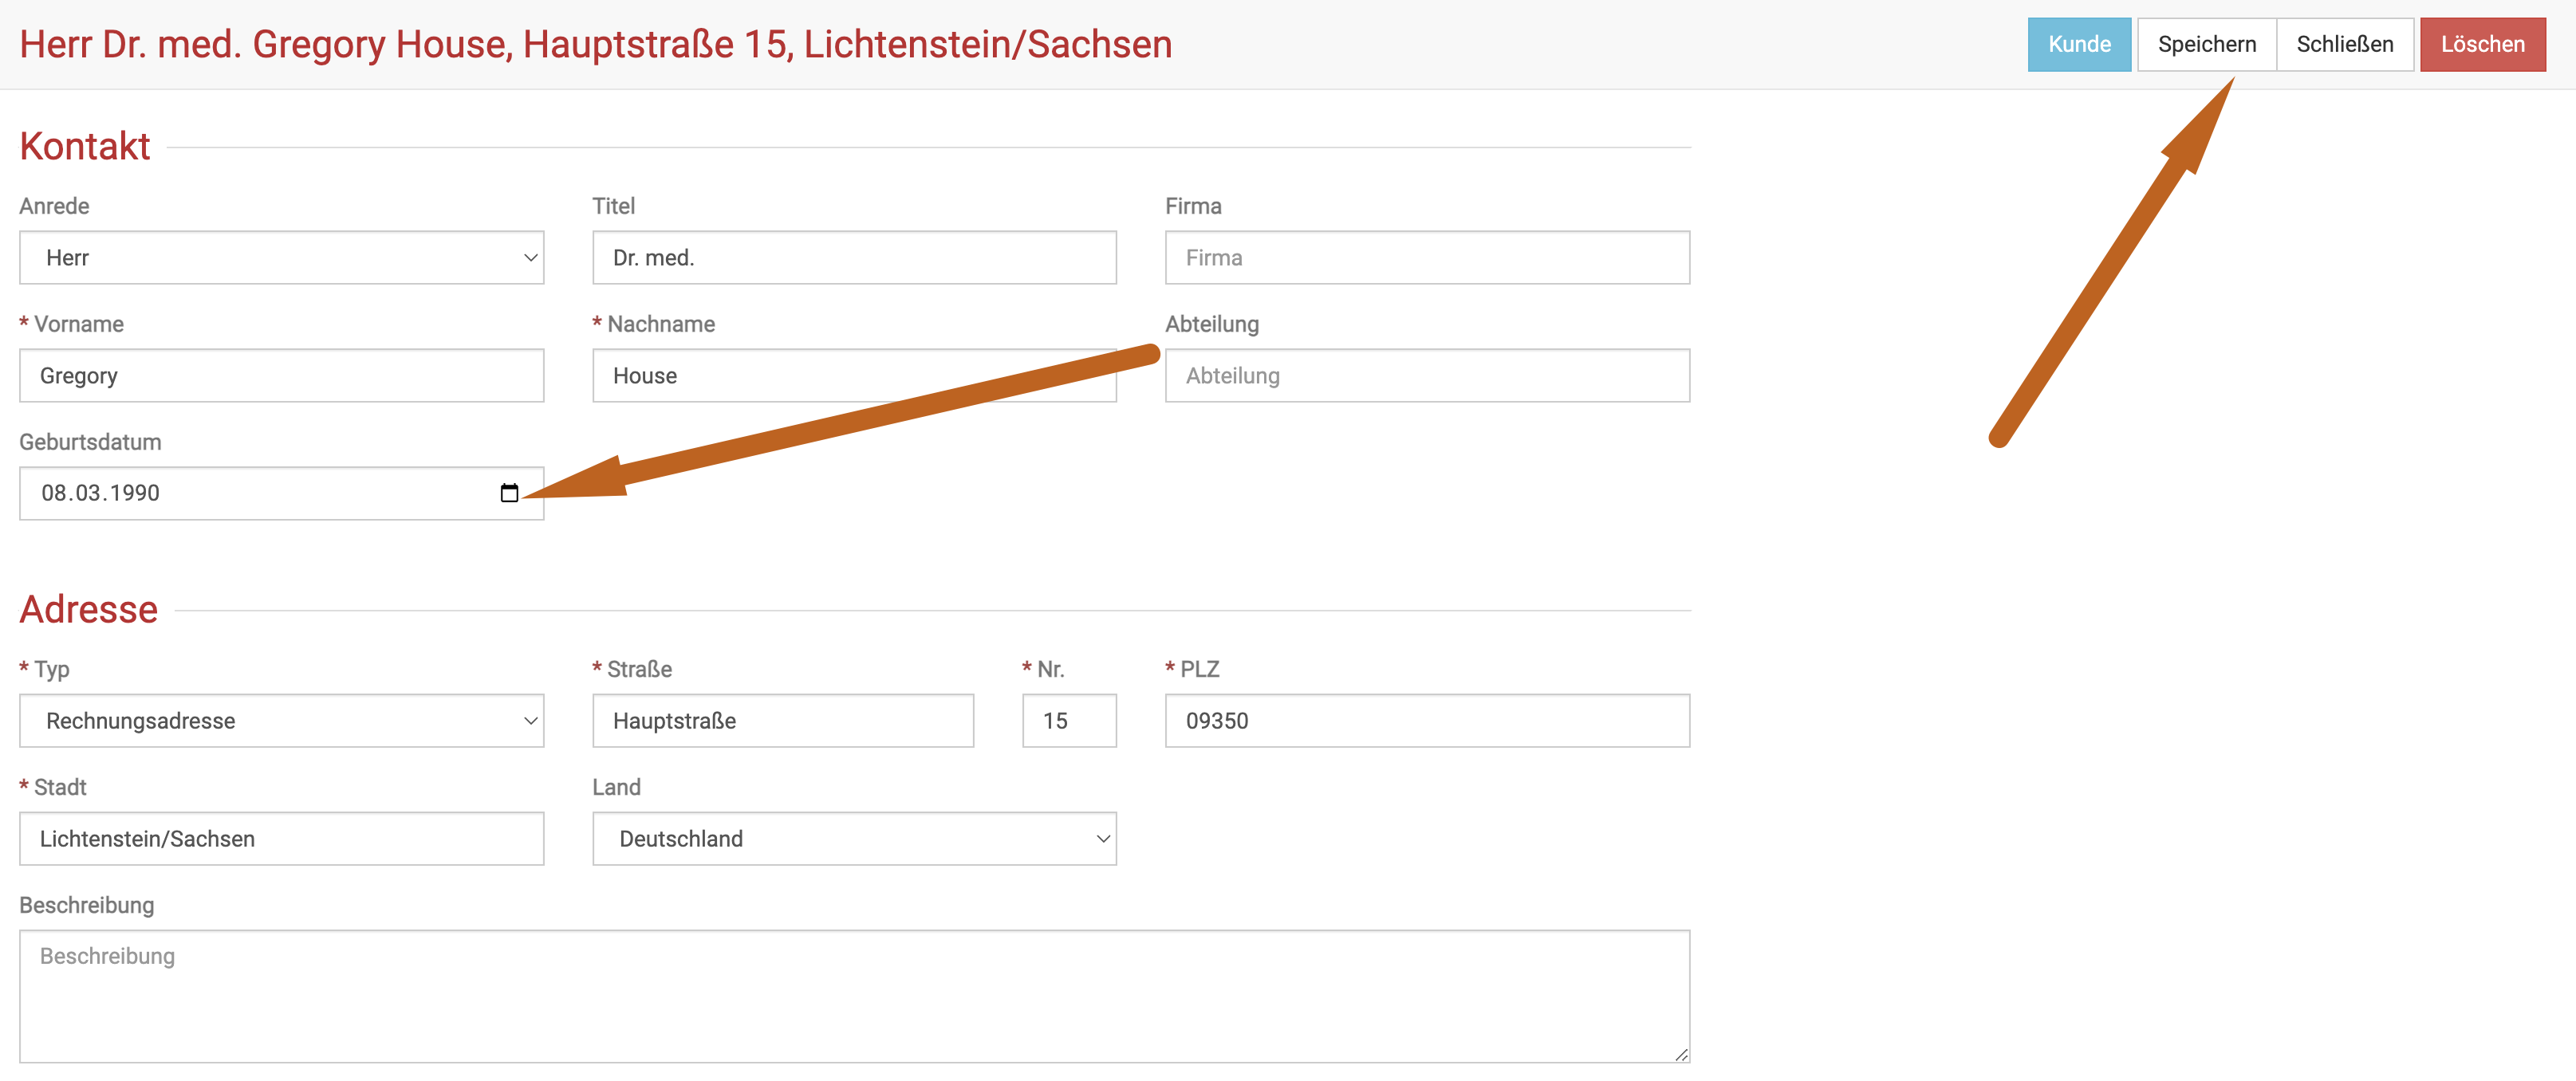 Herr Dr. med. Gregory House, Hauptstraße 15, Lichtenstein/Sachsen
Kunde Speichern Schließen Löschen
Kontakt
Anrede Titel Firma
Herr Dr. med. Firma
* Vorname * Nachname Abteilung
Gregory House Abteilung
Geburtsdatum
08.03.1990
Adresse
* Typ * Straße * Nr. * PLZ
Rechnungsadresse Hauptstraße 15 09350
* Stadt Land
Lichtenstein/Sachsen Deutschland
Beschreibung
Beschreibung